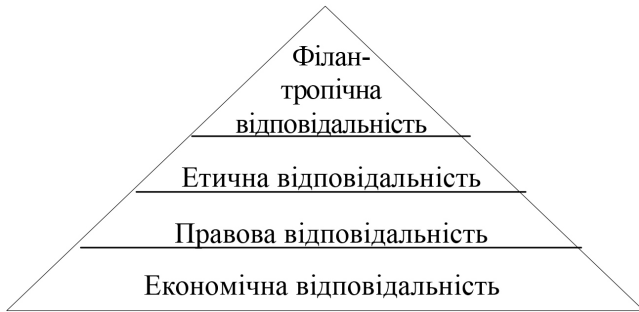 Філан-
тропічна
відповідальність
Етична відповідальність
Правова відповідальність
Економічна відповідальність